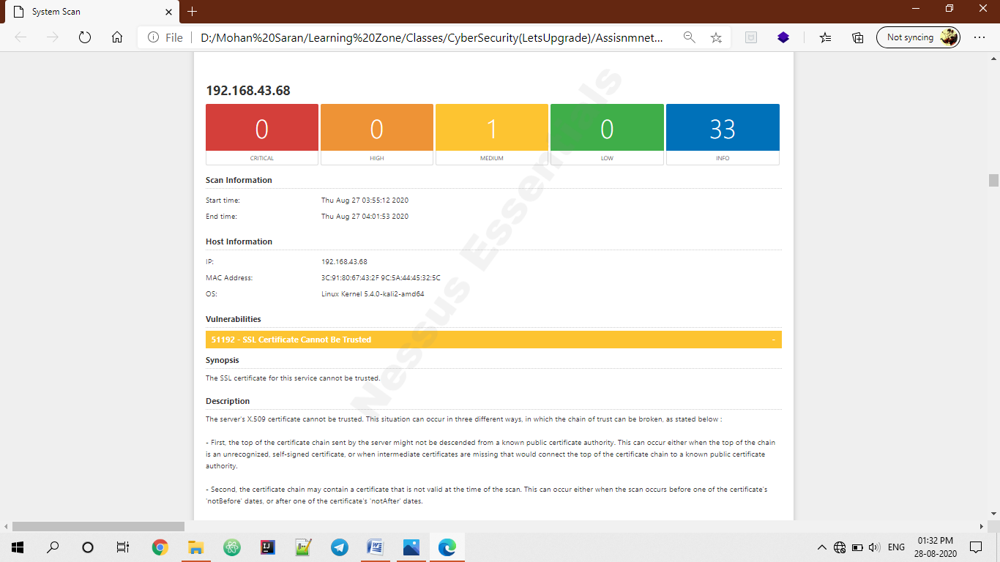 System Scan
File
D:/Mohan%20Saran/Learning%20Zone/Classes/CyberSecurity(LetsUpgrade)/Assisnmnet...
Not syncing
192.168.43.68
0
0
1
0
33
CRITICAL
HIGH
MEDIUM
LOW
INFO
Scan Information
Start time: Thu Aug 27 03:55:12 2020
End time: Thu Aug 27 04:01:53 2020
Host Information
IP: 192.168.43.68
MAC Address: 3C:91:80:67:43:2F 9C:5A:44:45:32:5C
OS: Linux Kernel 5.4.0-kali2-amd64
Vulnerabilities
51192 - SSL Certificate Cannot Be Trusted -
Synopsis
The SSL certificate for this service cannot be trusted.
Description
The server's X.509 certificate cannot be trusted. This situation can occur in three different ways, in which the chain of trust can be broken, as stated below :
- First, the top of the certificate chain sent by the server might not be descended from a known public certificate authority. This can occur either when the top of the chain
is an unrecognized, self-signed certificate, or when intermediate certificates are missing that would connect the top of the certificate chain to a known public certificate
authority.
- Second, the certificate chain may contain a certificate that is not valid at the time of the scan. This can occur either when the scan occurs before one of the certificate's
'notBefore' dates, or after one of the certificate's 'notAfter' dates.
Nessus Essentials
ENG
01:32 PM
28-08-2020